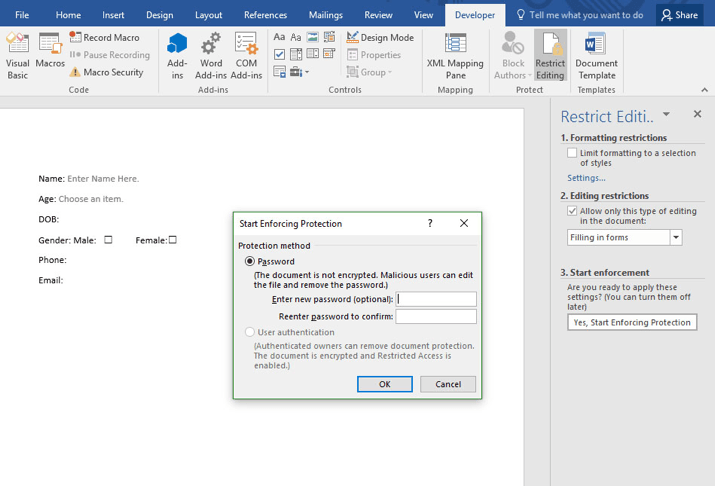 File Home Insert Design Layout References Mailings Review View Developer Tell me what you want to do Share
Visual Basic
Macros
Record Macro
Pause Recording
Macro Security
Code
Add-ins
Word Add-ins
COM Add-ins
Add-ins
Aa Aa
Design Mode
Properties
Group
Controls
XML Mapping Pane
Mapping
Block Authors
Restrict Editing
Protect
Document Template
Templates
Name: Enter Name Here.
Age: Choose an item.
DOB:
Gender: Male: ☐ Female: ☐
Phone:
Email:
Start Enforcing Protection ? ×
Protection method
Password
(The document is not encrypted. Malicious users can edit
the file and remove the password.)
Enter new password (optional):
Reenter password to confirm:
User authentication
(Authenticated owners can remove document protection.
The document is encrypted and Restricted Access is
enabled.)
OK Cancel
Restrict Editi..
1. Formatting restrictions
Limit formatting to a selection
of styles
Settings...
2. Editing restrictions
Allow only this type of editing
in the document:
Filling in forms
3. Start enforcement
Are you ready to apply these
settings? (You can turn them off
later)
Yes, Start Enforcing Protection